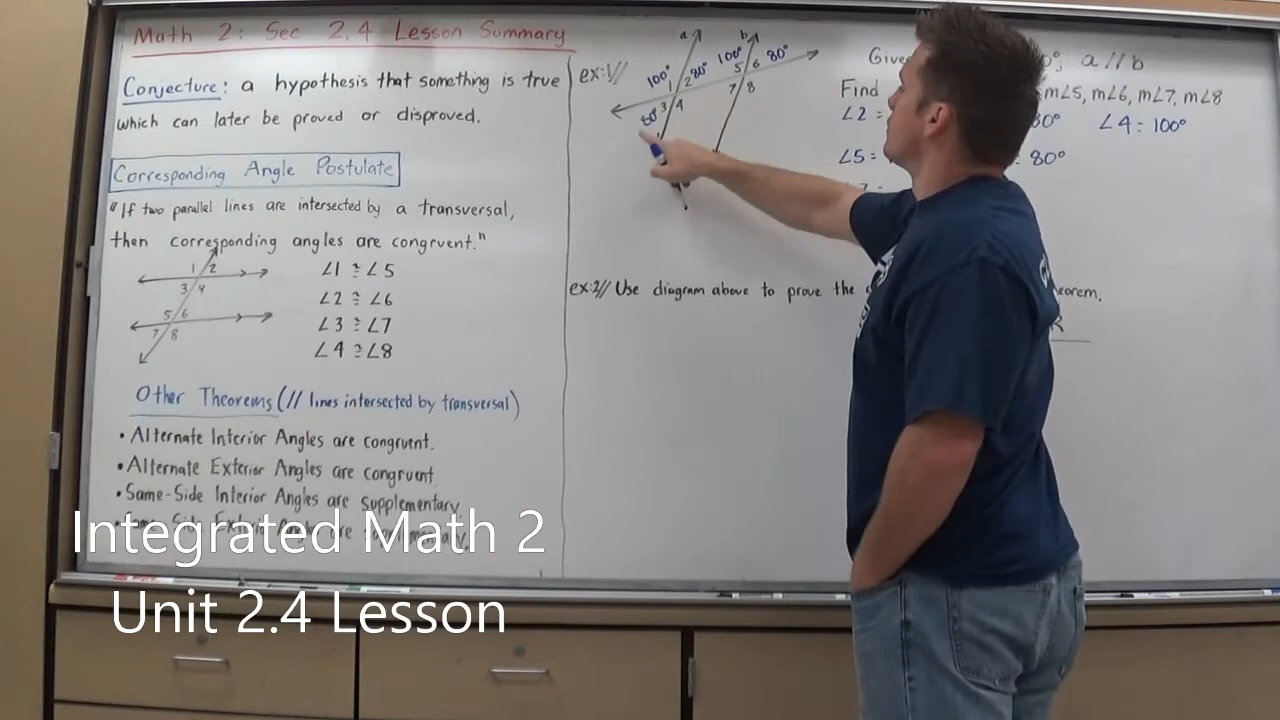 Math 2: Sec 2.4 Lesson Summary
Conjecture: a hypothesis that something is true
which can later be proved or disproved.
Corresponding Angle Postulate
"If two parallel lines are intersected by a transversal,
then corresponding angles are congruent."
1 2
3 4
5 6
7 8
∠1 ≅ ∠5
∠2 ≅ ∠6
∠3 ≅ ∠7
∠4 ≅ ∠8
Other Theorems (// lines intersected by transversal)
• Alternate Interior Angles are congruent.
• Alternate Exterior Angles are congruent
• Same-Side Interior Angles are supplementary.
ex:1//
a b
100° 1 2 80° 100° 5 6 80°
80° 3 4 7 8
a // b
Find m∠5, m∠6, m∠7, m∠8
∠2 = ∠4 = 100°
∠5 = 80°
ex:2// Use diagram above to prove the
Integrated Math 2
Unit 2.4 Lesson